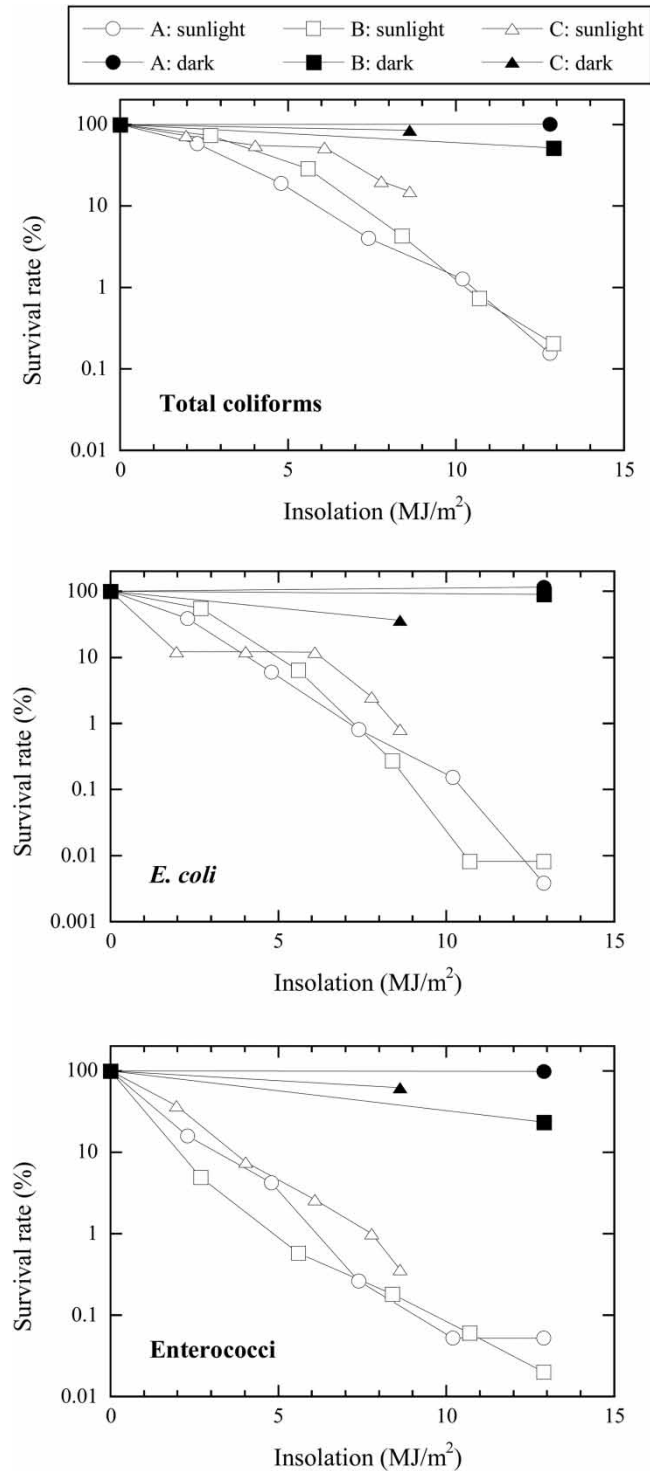 A: sunlight B: sunlight C: sunlight
A: dark B: dark C: dark
100
10
1
0.1
0.01
Survival rate (%)
Total coliforms
0 5 10 15
Insolation (MJ/m²)
100
10
1
0.1
0.01
0.001
Survival rate (%)
E. coli
0 5 10 15
Insolation (MJ/m²)
100
10
1
0.1
0.01
Survival rate (%)
Enterococci
0 5 10 15
Insolation (MJ/m²)